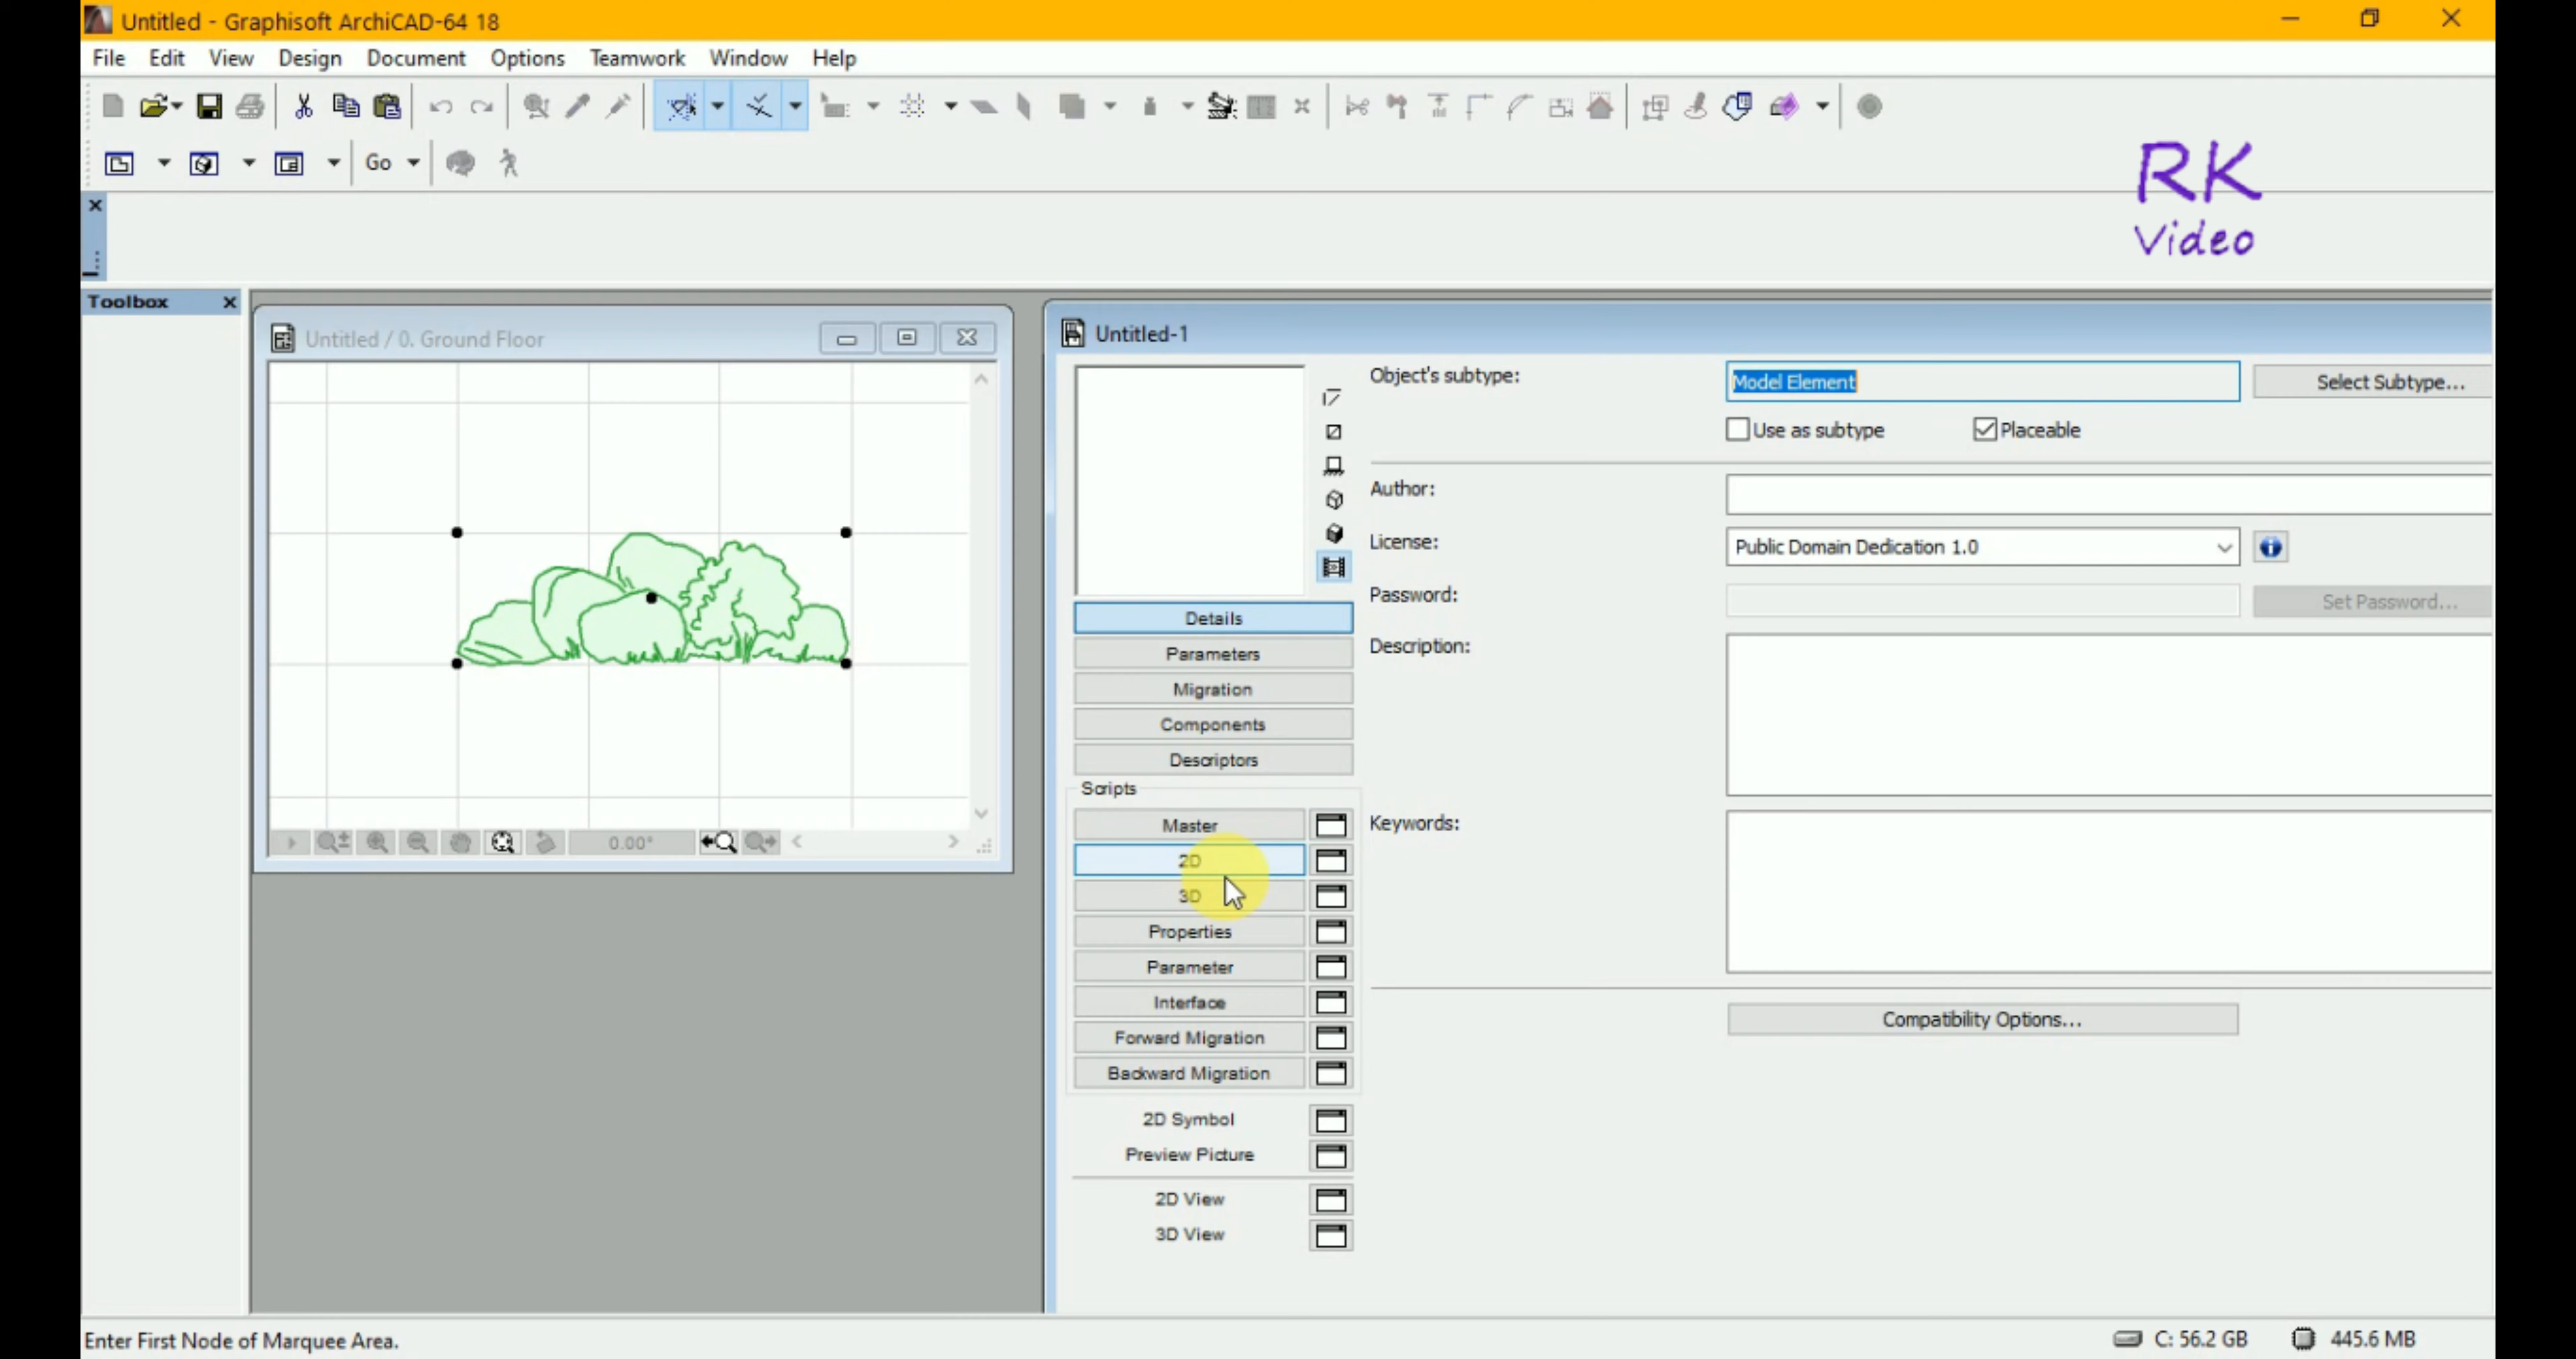 Untitled - Graphisoft ArchiCAD-64 18
File Edit View Design Document Options Teamwork Window Help
Go
RK
Video
Toolbox
Untitled / 0. Ground Floor
Untitled-1
Object's subtype:
Model Element
Select Subtype...
Use as subtype
Placeable
Author:
License:
Public Domain Dedication 1.0
Password:
Set Password...
Details
Parameters
Description:
Migration
Components
Descriptors
Scripts
Master
Keywords:
2D
3D
Properties
Parameter
Interface
Compatibility Options...
Forward Migration
Backward Migration
2D Symbol
Preview Picture
2D View
3D View
0.00°
Enter First Node of Marquee Area.
C: 56.2 GB
445.6 MB